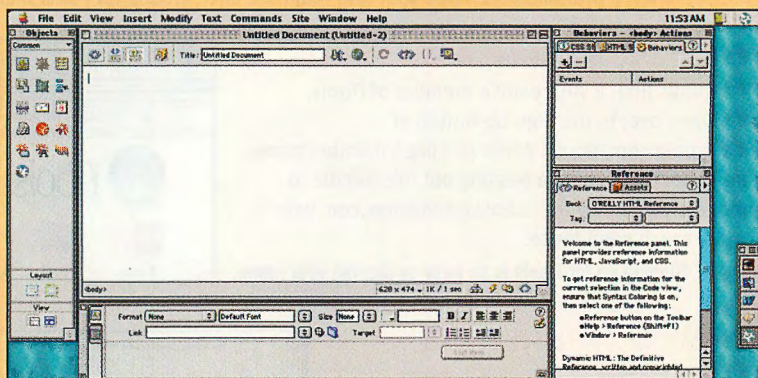 File Edit View Insert Modify Text Commands Site Window Help
11:53 AM
Objects
Common
Layout
View
Untitled Document (Untitled-2)
Title: Untitled Document
<body>
620 x 474
1K / 1 sec
Format None
Default Font
Size None
B I
Link
Target
Behaviors - <body> Actions
CSS
HTML
Behaviors
Events Actions
Reference
Reference Assets
Book: O'REILLY HTML Reference
Tag:
Welcome to the Reference panel. This
panel provides reference information
for HTML, JavaScript, and CSS.
To get reference information for the
current selection in the Code view,
ensure that Syntax Coloring is on,
then select one of the following:
Reference button on the Toolbar
Help > Reference (Shift+F1)
Window > Reference
Dynamic HTML: The Definitive
Reference, written and copyrighted